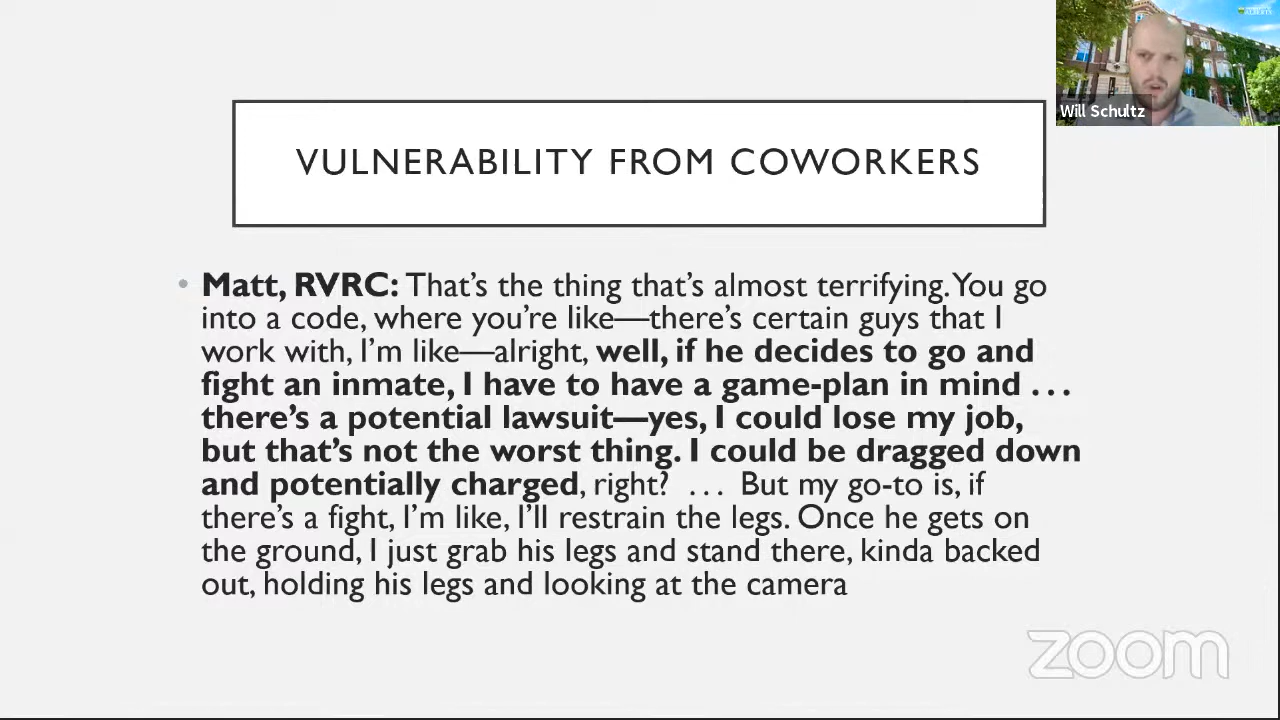 Will Schultz
VULNERABILITY FROM COWORKERS
• Matt, RVRC: That's the thing that's almost terrifying. You go
into a code, where you're like—there's certain guys that I
work with, I'm like—alright, well, if he decides to go and
fight an inmate, I have to have a game-plan in mind . . .
there's a potential lawsuit—yes, I could lose my job,
but that's not the worst thing. I could be dragged down
and potentially charged, right? . . . But my go-to is, if
there's a fight, I'm like, I'll restrain the legs. Once he gets on
the ground, I just grab his legs and stand there, kinda backed
out, holding his legs and looking at the camera
zoom